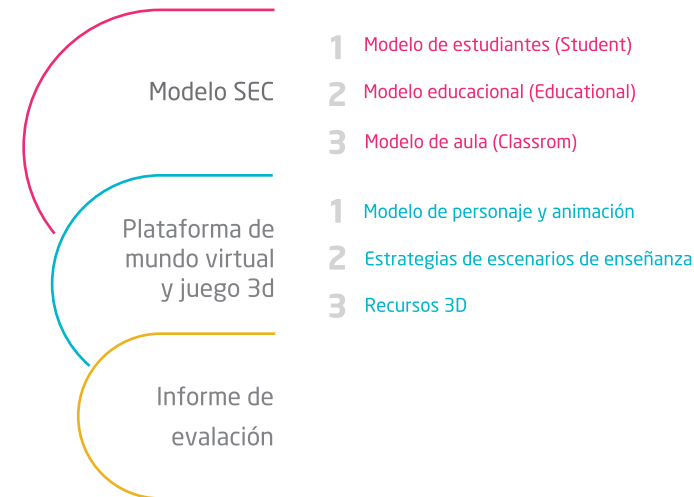 Modelo SEC
1 Modelo de estudiantes (Student)
2 Modelo educacional (Educational)
3 Modelo de aula (Classrom)
Plataforma de
mundo virtual
y juego 3d
1 Modelo de personaje y animación
2 Estrategias de escenarios de enseñanza
3 Recursos 3D
Informe de
evalación